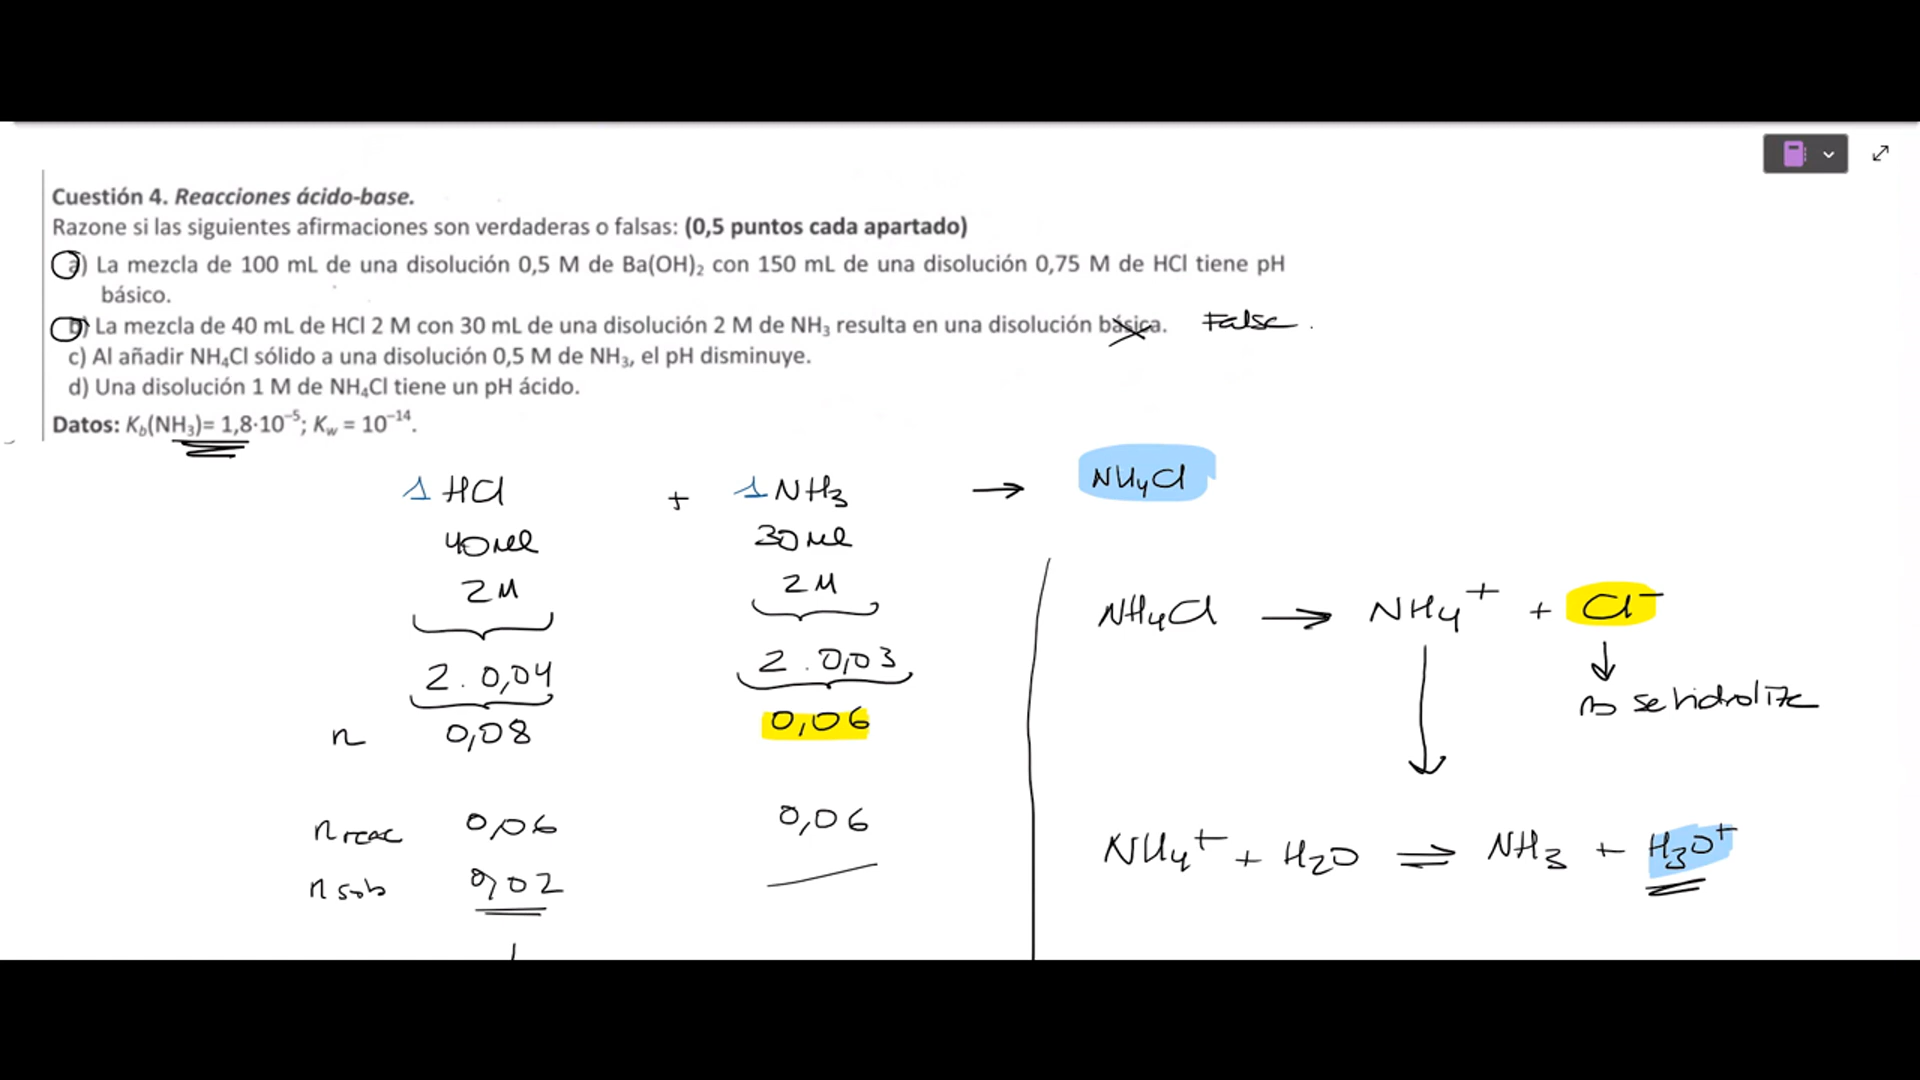 Cuestión 4. Reacciones ácido-base.
Razone si las siguientes afirmaciones son verdaderas o falsas: (0,5 puntos cada apartado)
a) La mezcla de 100 mL de una disolución 0,5 M de Ba(OH)₂ con 150 mL de una disolución 0,75 M de HCl tiene pH
básico.
b) La mezcla de 40 mL de HCl 2 M con 30 mL de una disolución 2 M de NH₃ resulta en una disolución básica. False.
c) Al añadir NH₄Cl sólido a una disolución 0,5 M de NH₃, el pH disminuye.
d) Una disolución 1 M de NH₄Cl tiene un pH ácido.
Datos: K_b(NH₃)= 1,8·10⁻⁵; K_w = 10⁻¹⁴.
1 HCl + 1 NH₃ → NH₄Cl
40 ml 30 ml
2 M 2 M
2 . 0,04 2 . 0,03
n 0,08 0,06
n reac 0,06 0,06
n sob 0,02
NH₄Cl → NH₄⁺ + Cl⁻
no se hidroliza
NH₄⁺ + H₂O ⇌ NH₃ + H₃O⁺